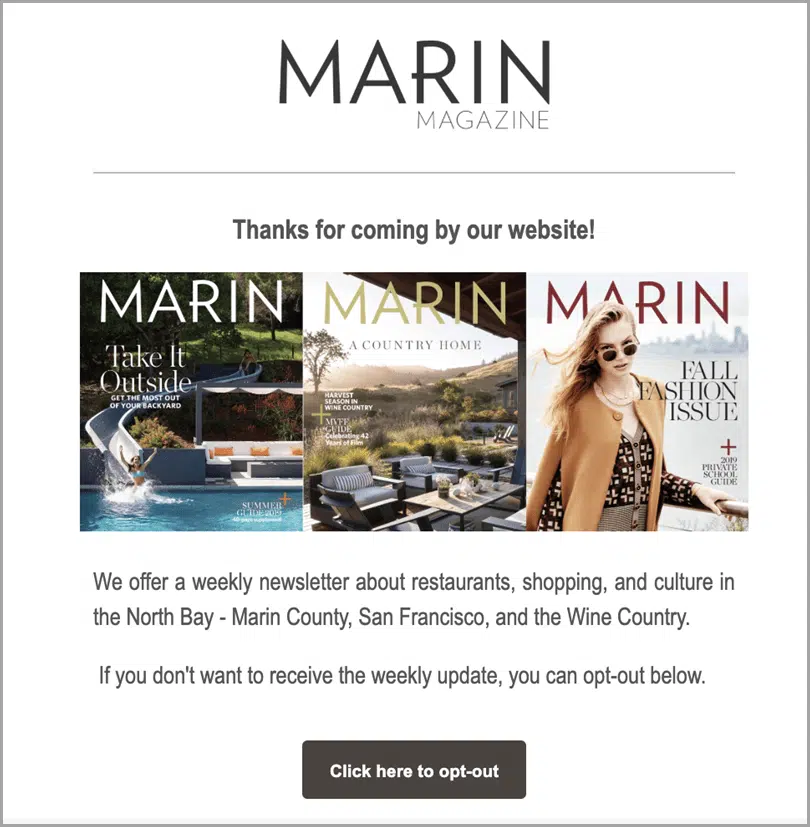 MARIN
MAGAZINE
Thanks for coming by our website!
MARIN
Take It
Outside
GET THE MOST OUT
OF YOUR BACKYARD
SUMMER
GUIDE 2019
40-page supplement
MARIN
A COUNTRY HOME
HARVEST
SEASON IN
WINE COUNTRY
MVFF
GUIDE
Celebrating 42
Years of Film
MARIN
FALL
FASHION
ISSUE
2019
PRIVATE
SCHOOL
GUIDE
We offer a weekly newsletter about restaurants, shopping, and culture in
the North Bay - Marin County, San Francisco, and the Wine Country.
If you don't want to receive the weekly update, you can opt-out below.
Click here to opt-out